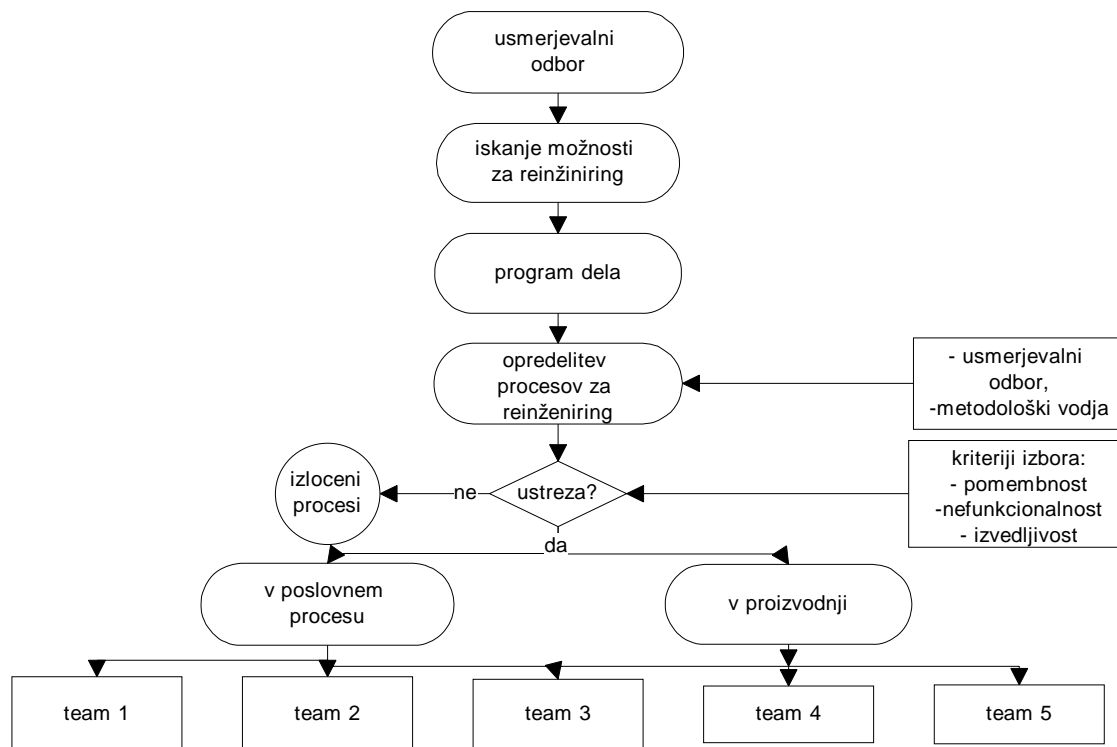 usmerjevalni
odbor
iskanje možnosti
za reinžiniring
program dela
opredelitev
procesov za
reinženiring
- usmerjevalni
odbor,
-metodološki vodja
kriteriji izbora:
- pomembnost
-nefunkcionalnost
- izvedljivost
izloceni
procesi
ne
ustreza?
da
v poslovnem
procesu
v proizvodnji
team 1
team 2
team 3
team 4
team 5